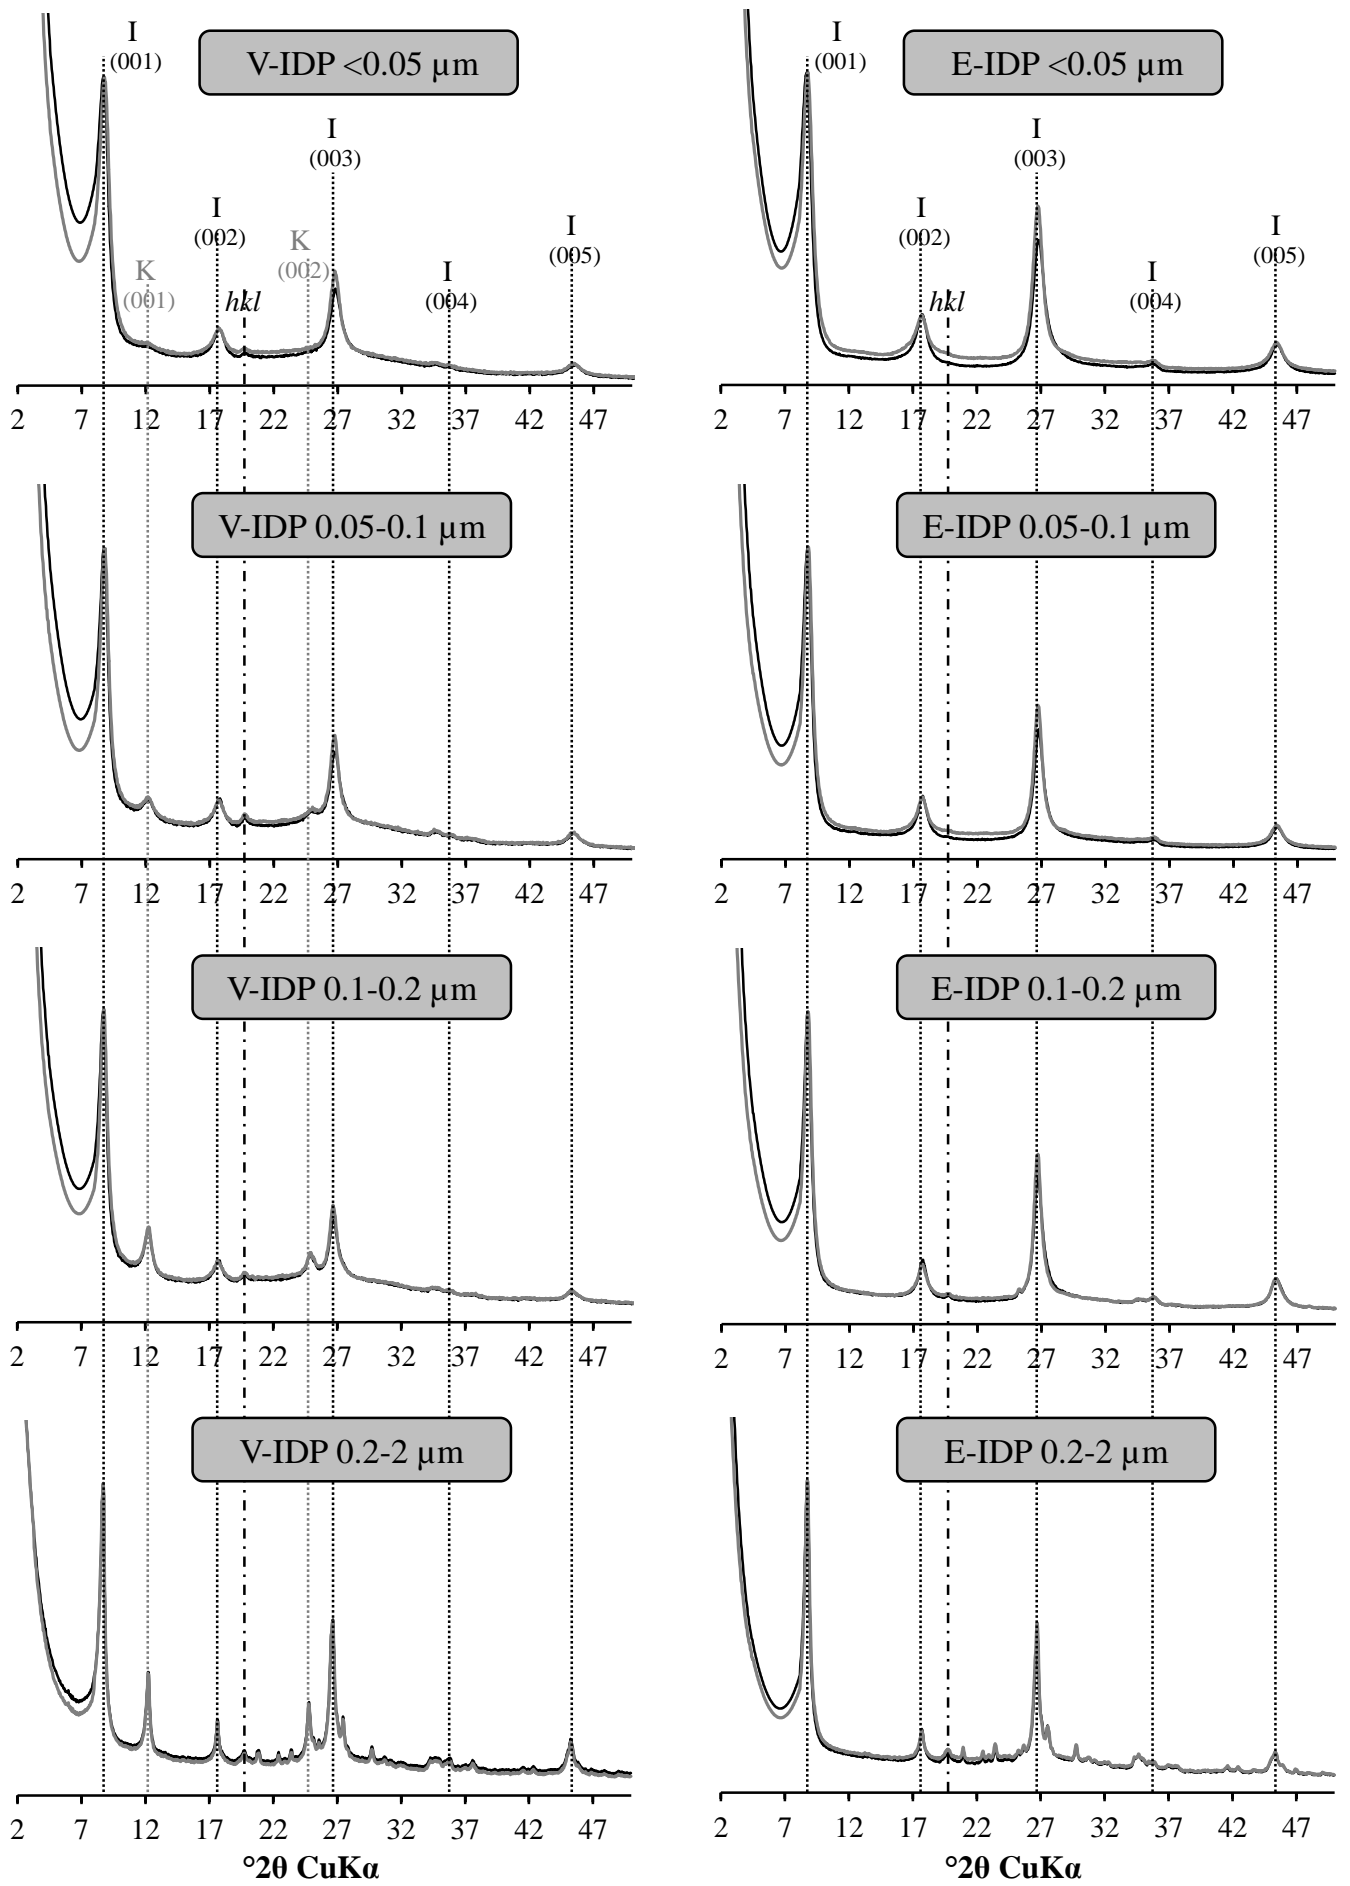 I
(001)
V-IDP <0.05 µm
I
(003)
I
(002)
K
(002)
I
(005)
K
(001)
hkl
I
(004)
2 7 12 17 22 27 32 37 42 47
I
(001)
E-IDP <0.05 µm
I
(003)
I
(002)
I
(005)
hkl
I
(004)
2 7 12 17 22 27 32 37 42 47
V-IDP 0.05-0.1 µm
2 7 12 17 22 27 32 37 42 47
E-IDP 0.05-0.1 µm
2 7 12 17 22 27 32 37 42 47
V-IDP 0.1-0.2 µm
2 7 12 17 22 27 32 37 42 47
E-IDP 0.1-0.2 µm
2 7 12 17 22 27 32 37 42 47
V-IDP 0.2-2 µm
2 7 12 17 22 27 32 37 42 47
°2θ CuKα
E-IDP 0.2-2 µm
2 7 12 17 22 27 32 37 42 47
°2θ CuKα